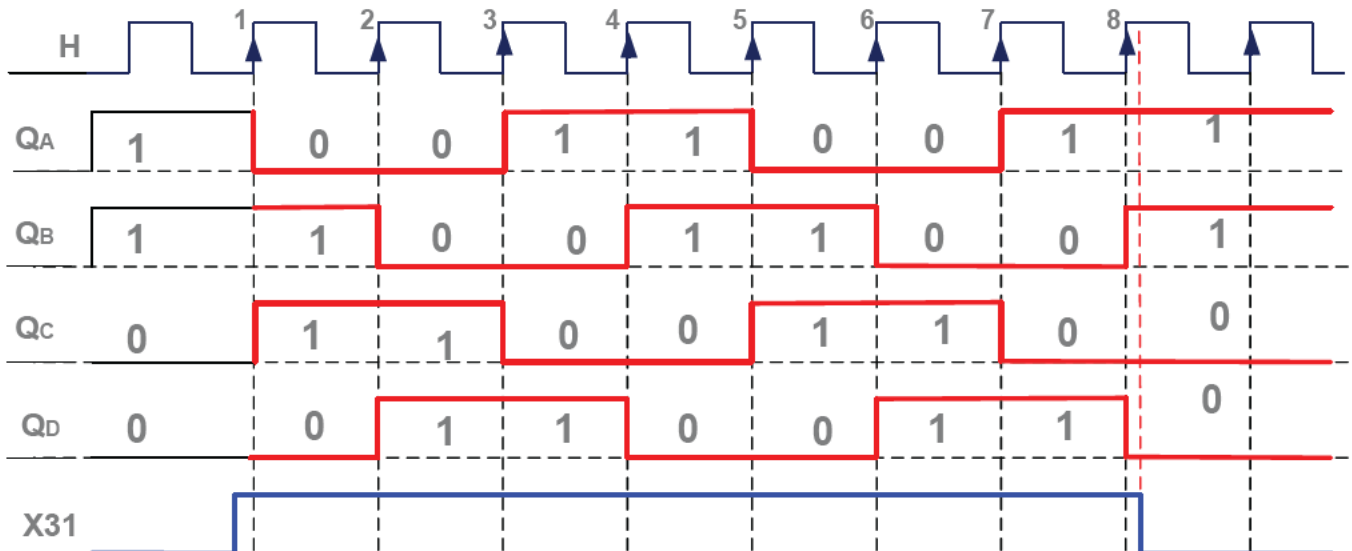 H 1 2 3 4 5 6 7 8
QA 1 0 0 1 1 0 0 1 1
QB 1 1 0 0 1 1 0 0 1
QC 0 1 1 0 0 1 1 0 0
QD 0 0 1 1 0 0 1 1 0
X31